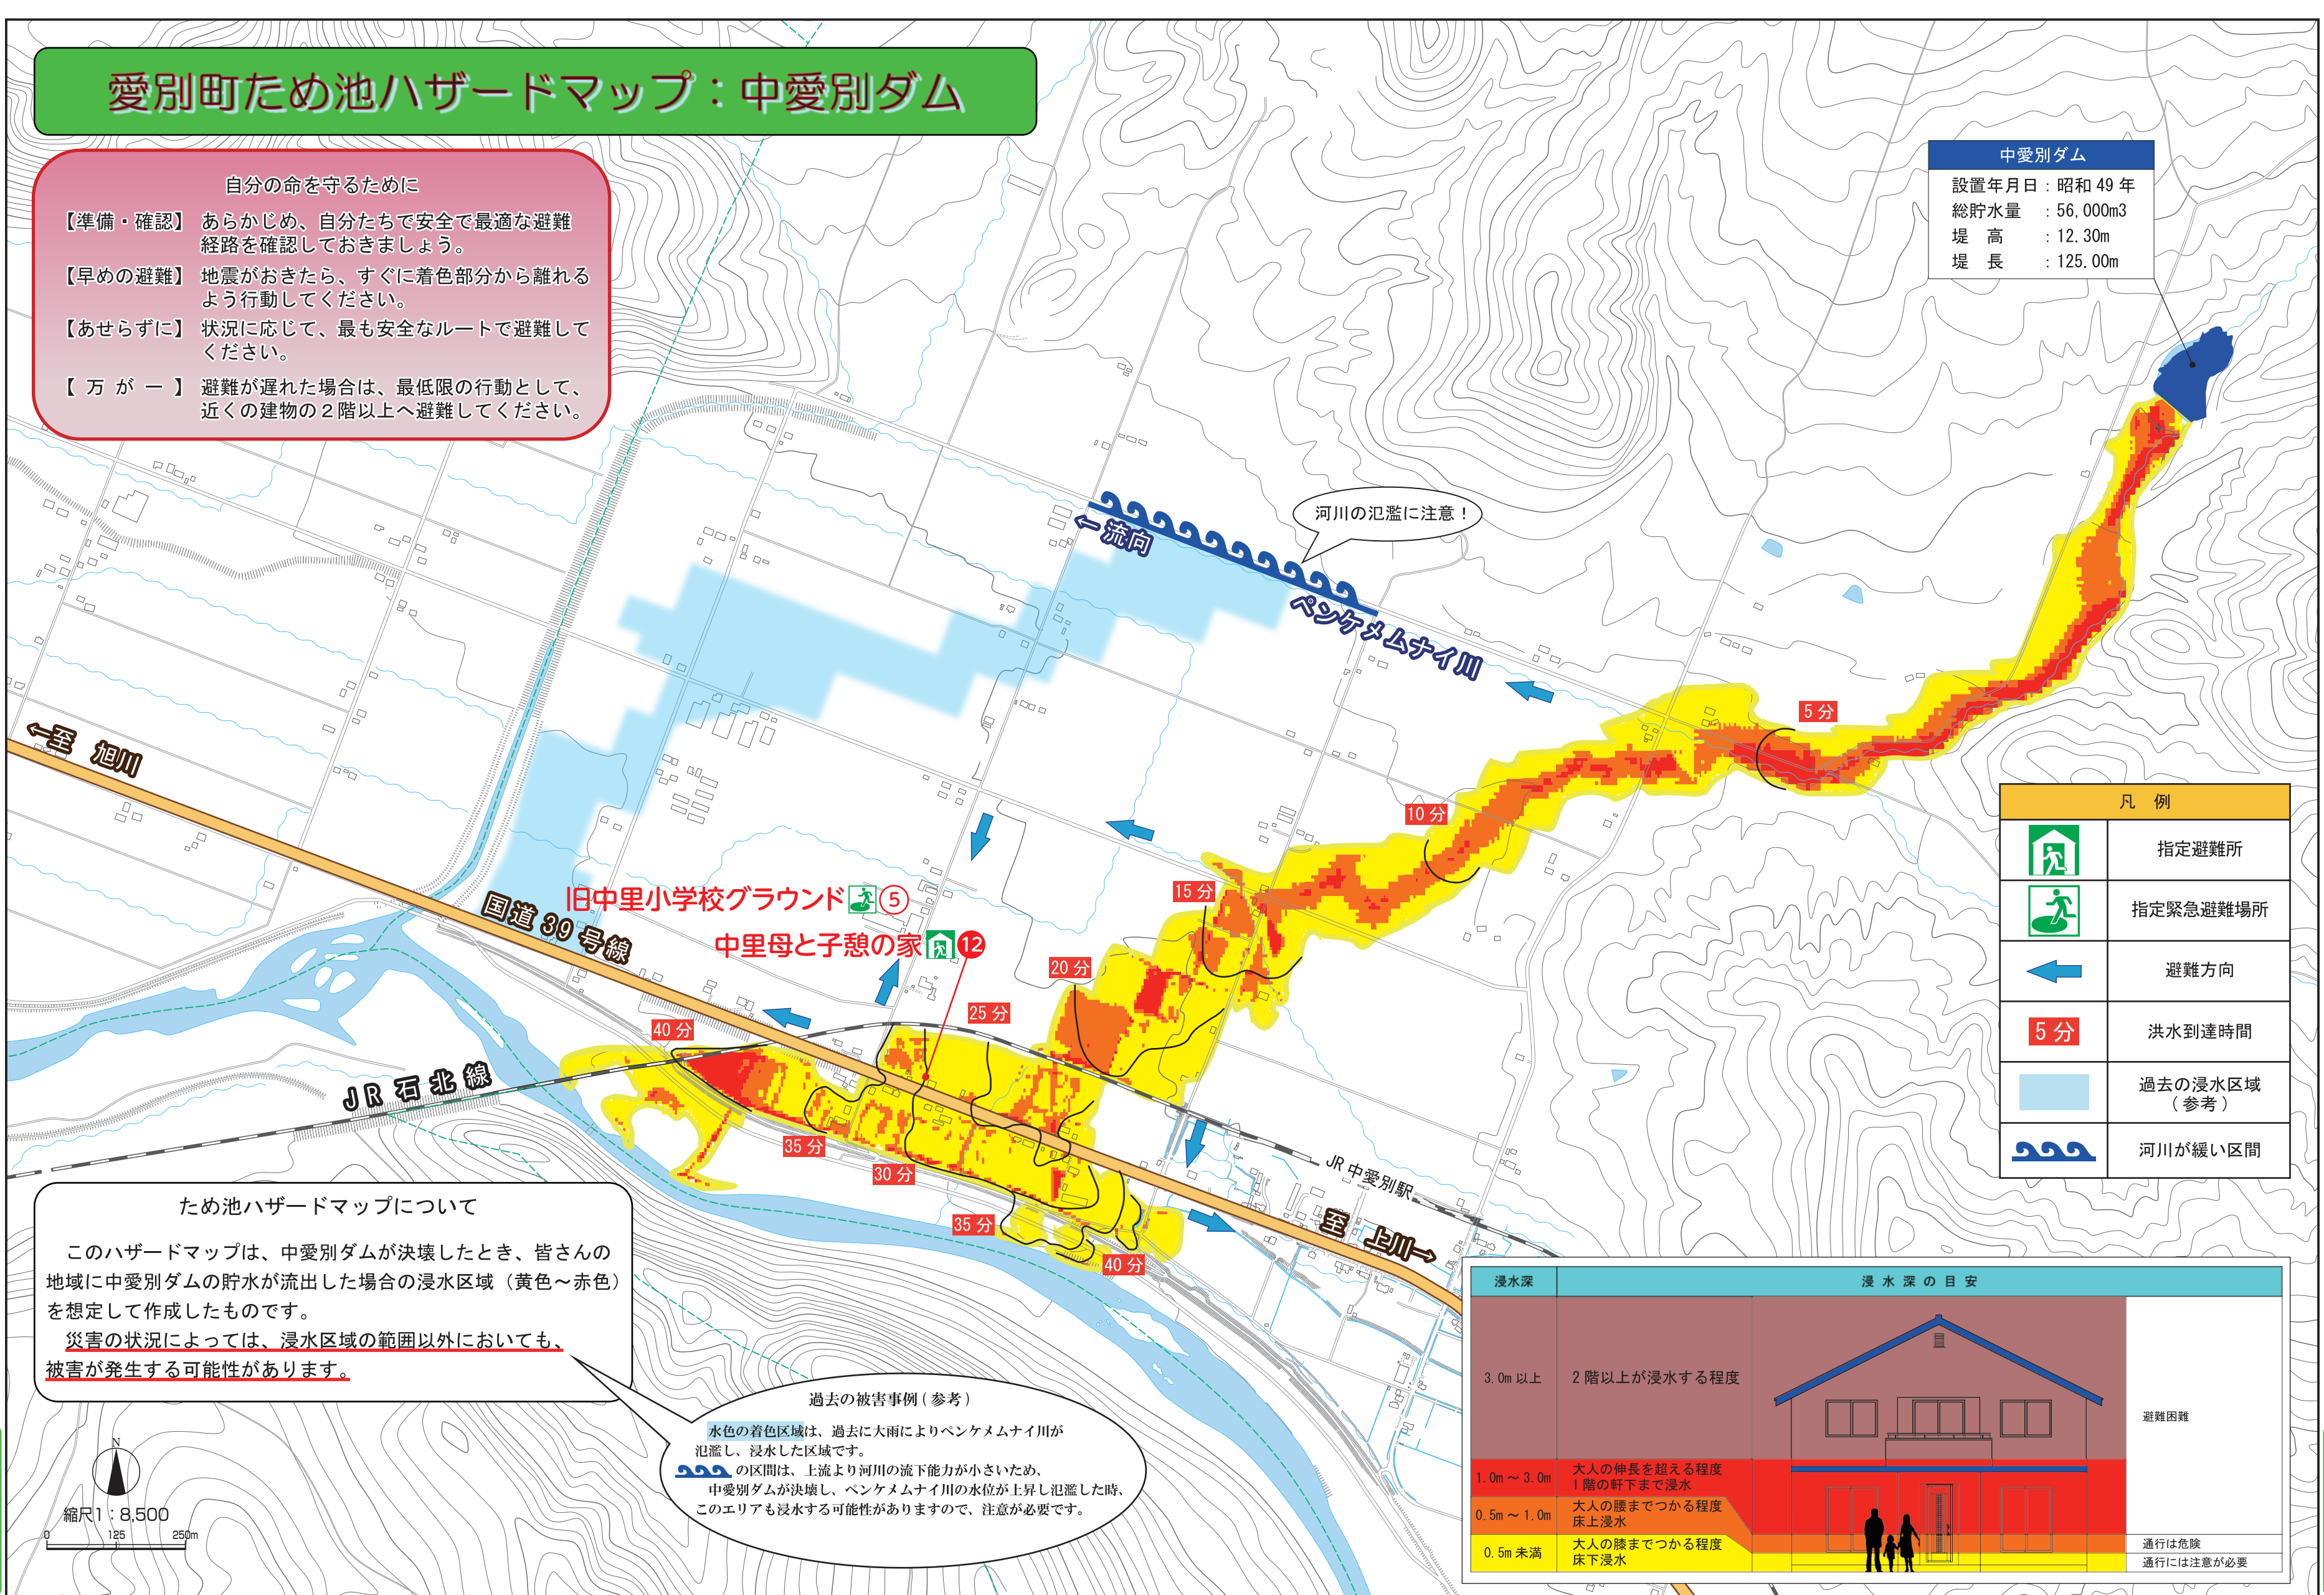 愛別町ため池ハザードマップ：中愛別ダム
自分の命を守るために
【準備・確認】 あらかじめ、自分たちで安全で最適な避難
経路を確認しておきましょう。
【早めの避難】 地震がおきたら、すぐに着色部分から離れる
よう行動してください。
【あせらずに】 状況に応じて、最も安全なルートで避難して
ください。
【 万 が 一 】 避難が遅れた場合は、最低限の行動として、
近くの建物の２階以上へ避難してください。
中愛別ダム
設置年月日：昭和 49 年
総貯水量 ：56,000m3
堤 高 ：12.30m
堤 長 ：125.00m
河川の氾濫に注意！
←流向
ペンケメムナイ川
←至 旭川
5 分
10 分
15 分
20 分
25 分
40 分
35 分
30 分
35 分
40 分
国道 39 号線
旧中里小学校グラウンド ⑤
中里母と子憩の家 ⑫
ＪＲ 石 北 線
JR 中愛別駅
至 上川→
凡 例
指定避難所
指定緊急避難場所
避難方向
5 分 洪水到達時間
過去の浸水区域
（参考）
河川が緩い区間
ため池ハザードマップについて
このハザードマップは、中愛別ダムが決壊したとき、皆さんの
地域に中愛別ダムの貯水が流出した場合の浸水区域（黄色～赤色）
を想定して作成したものです。
災害の状況によっては、浸水区域の範囲以外においても、
被害が発生する可能性があります。
過去の被害事例(参考)
水色の着色区域は、過去に大雨によりペンケメムナイ川が
氾濫し、浸水した区域です。
の区間は、上流より河川の流下能力が小さいため、
中愛別ダムが決壊し、ペンケメムナイ川の水位が上昇し氾濫した時、
このエリアも浸水する可能性がありますので、注意が必要です。
N
縮尺1：8,500
0 125 250m
浸水深 浸 水 深 の 目 安
3.0m 以上 2 階以上が浸水する程度
避難困難
1.0m ～ 3.0m 大人の伸長を超える程度
1 階の軒下まで浸水
0.5m ～ 1.0m 大人の腰までつかる程度
床上浸水
通行は危険
0.5m 未満 大人の膝までつかる程度
床下浸水
通行には注意が必要